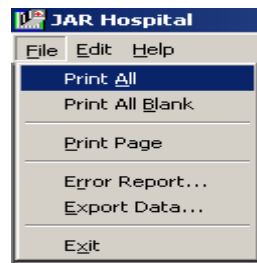 JAR Hospital
File Edit Help
Print All
Print All Blank
Print Page
Error Report...
Export Data...
Exit